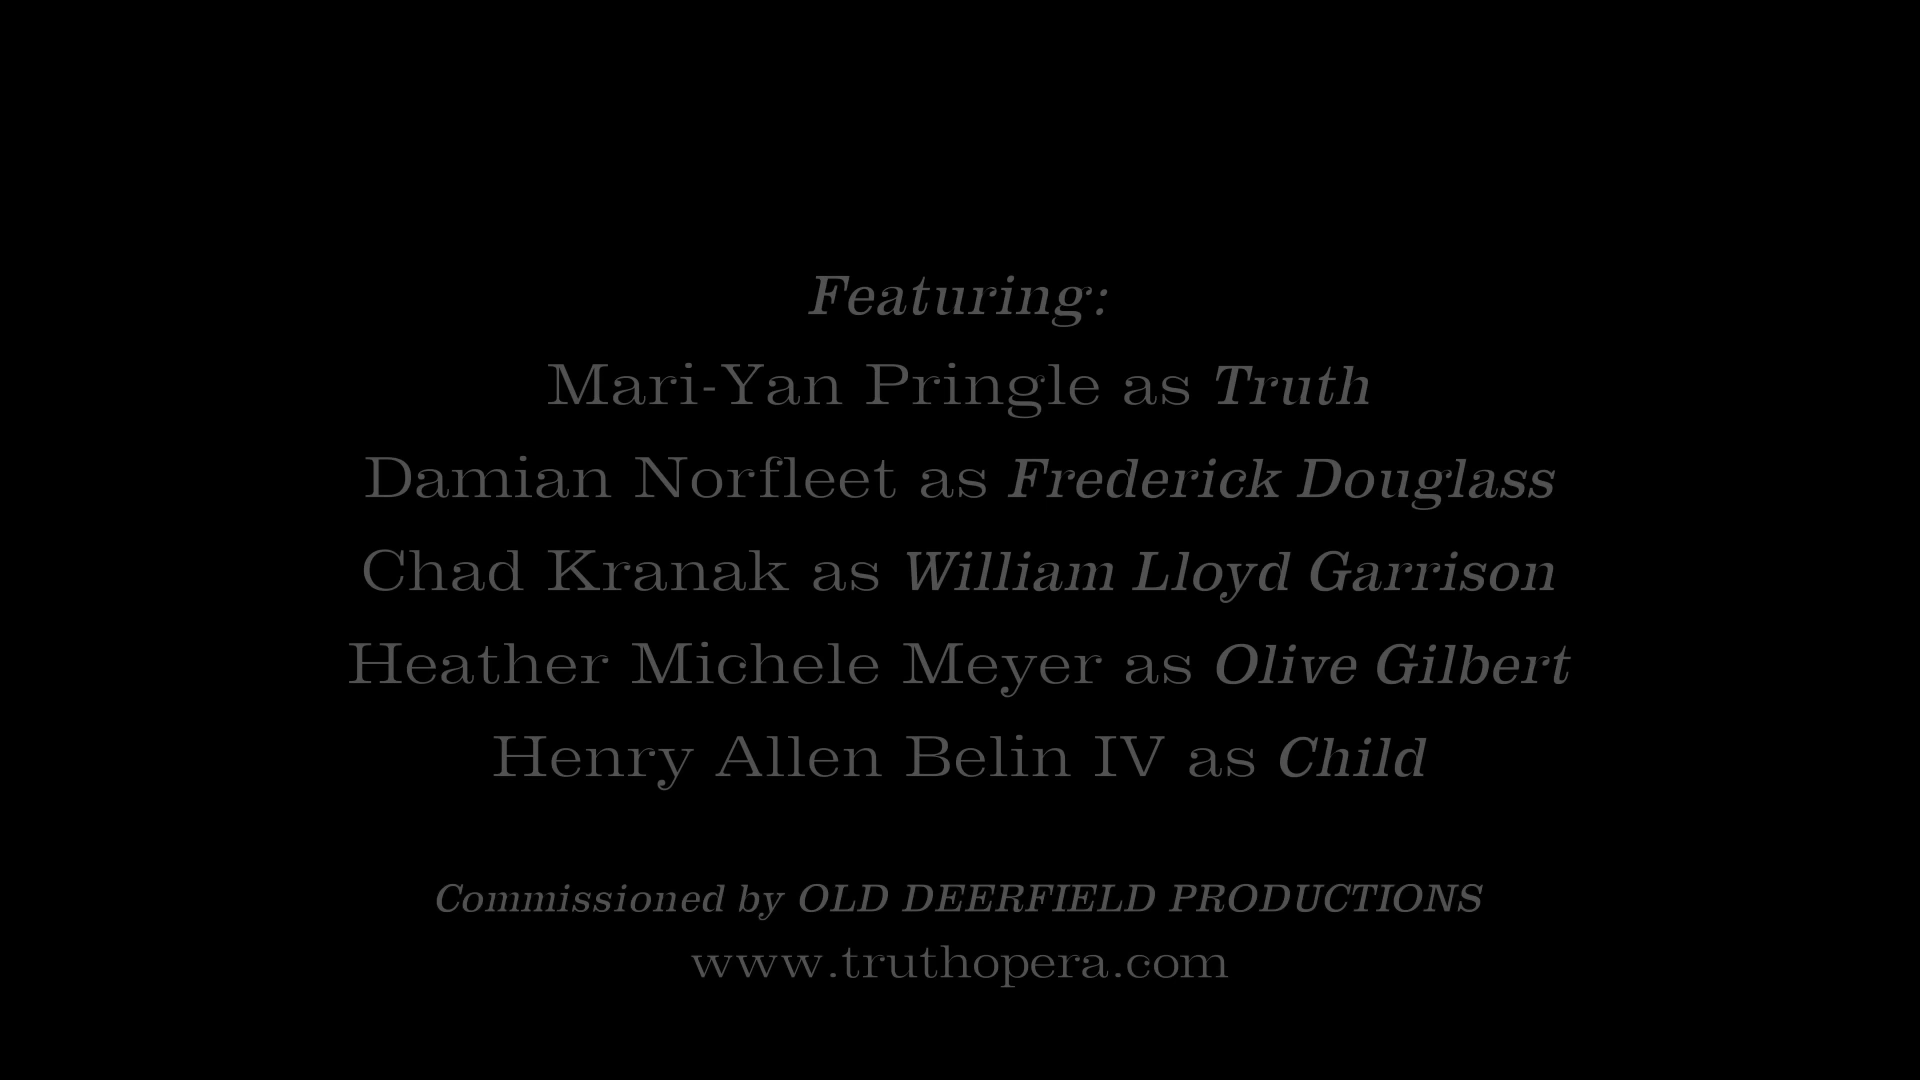 Featuring:
Mari-Yan Pringle as Truth
Damian Norfleet as Frederick Douglass
Chad Kranak as William Lloyd Garrison
Heather Michele Meyer as Olive Gilbert
Henry Allen Belin IV as Child
Commissioned by OLD DEERFIELD PRODUCTIONS
www.truthopera.com